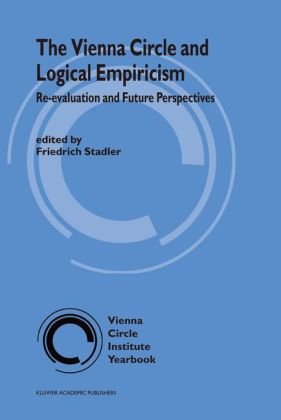 The Vienna Circle and
Logical Empiricism
Re-evaluation and Future Perspectives
edited by
Friedrich Stadler
Vienna
Circle
Institute
Yearbook
KLUWER ACADEMIC PUBLISHERS